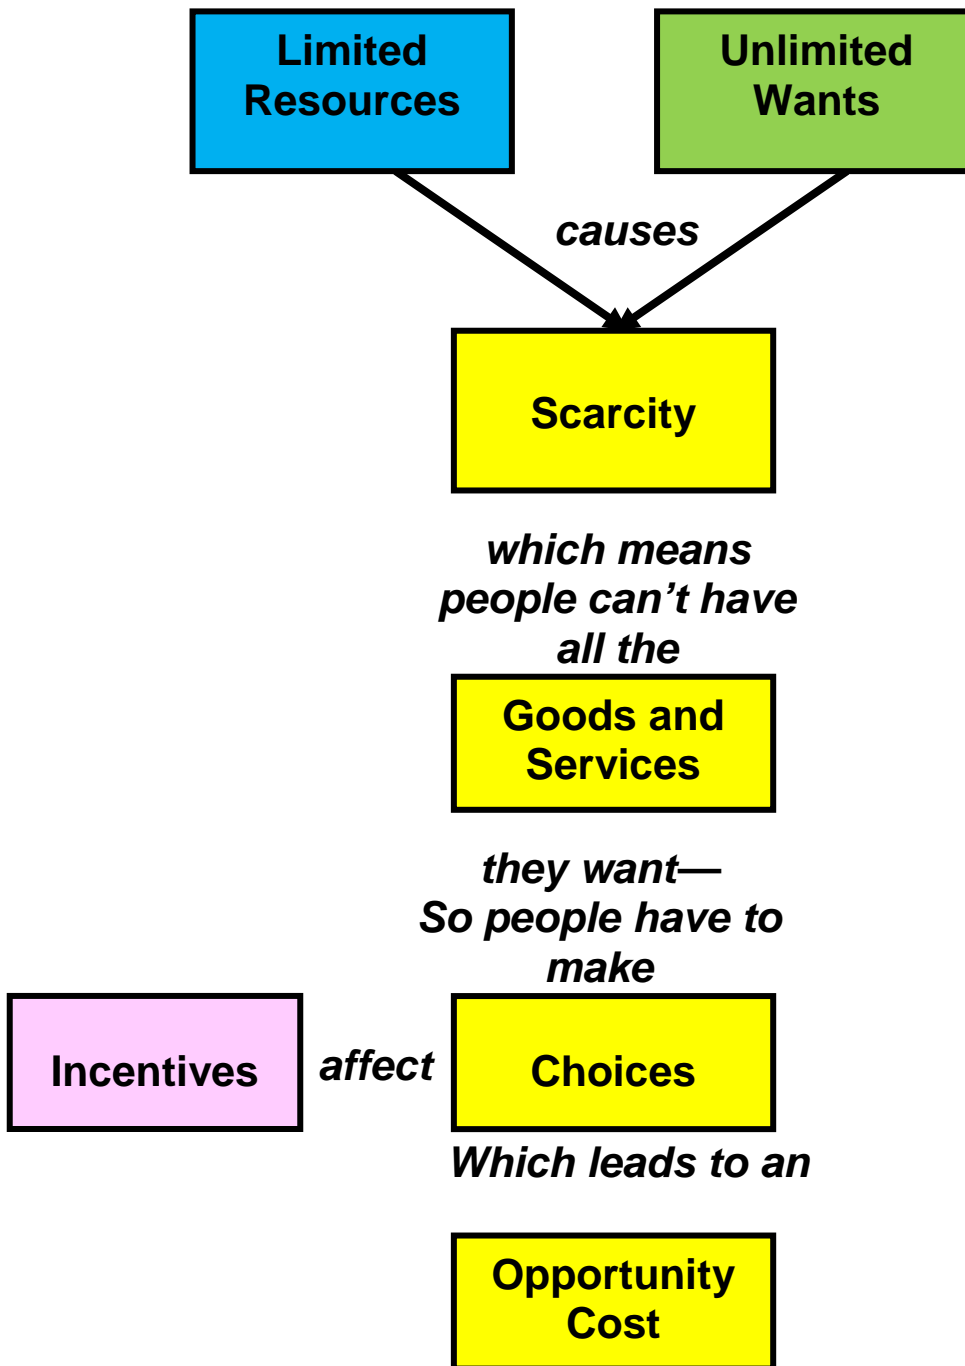 Limited
Resources
Unlimited
Wants
causes
Scarcity
which means
people can’t have
all the
Goods and
Services
they want—
So people have to
make
Incentives
affect
Choices
Which leads to an
Opportunity
Cost